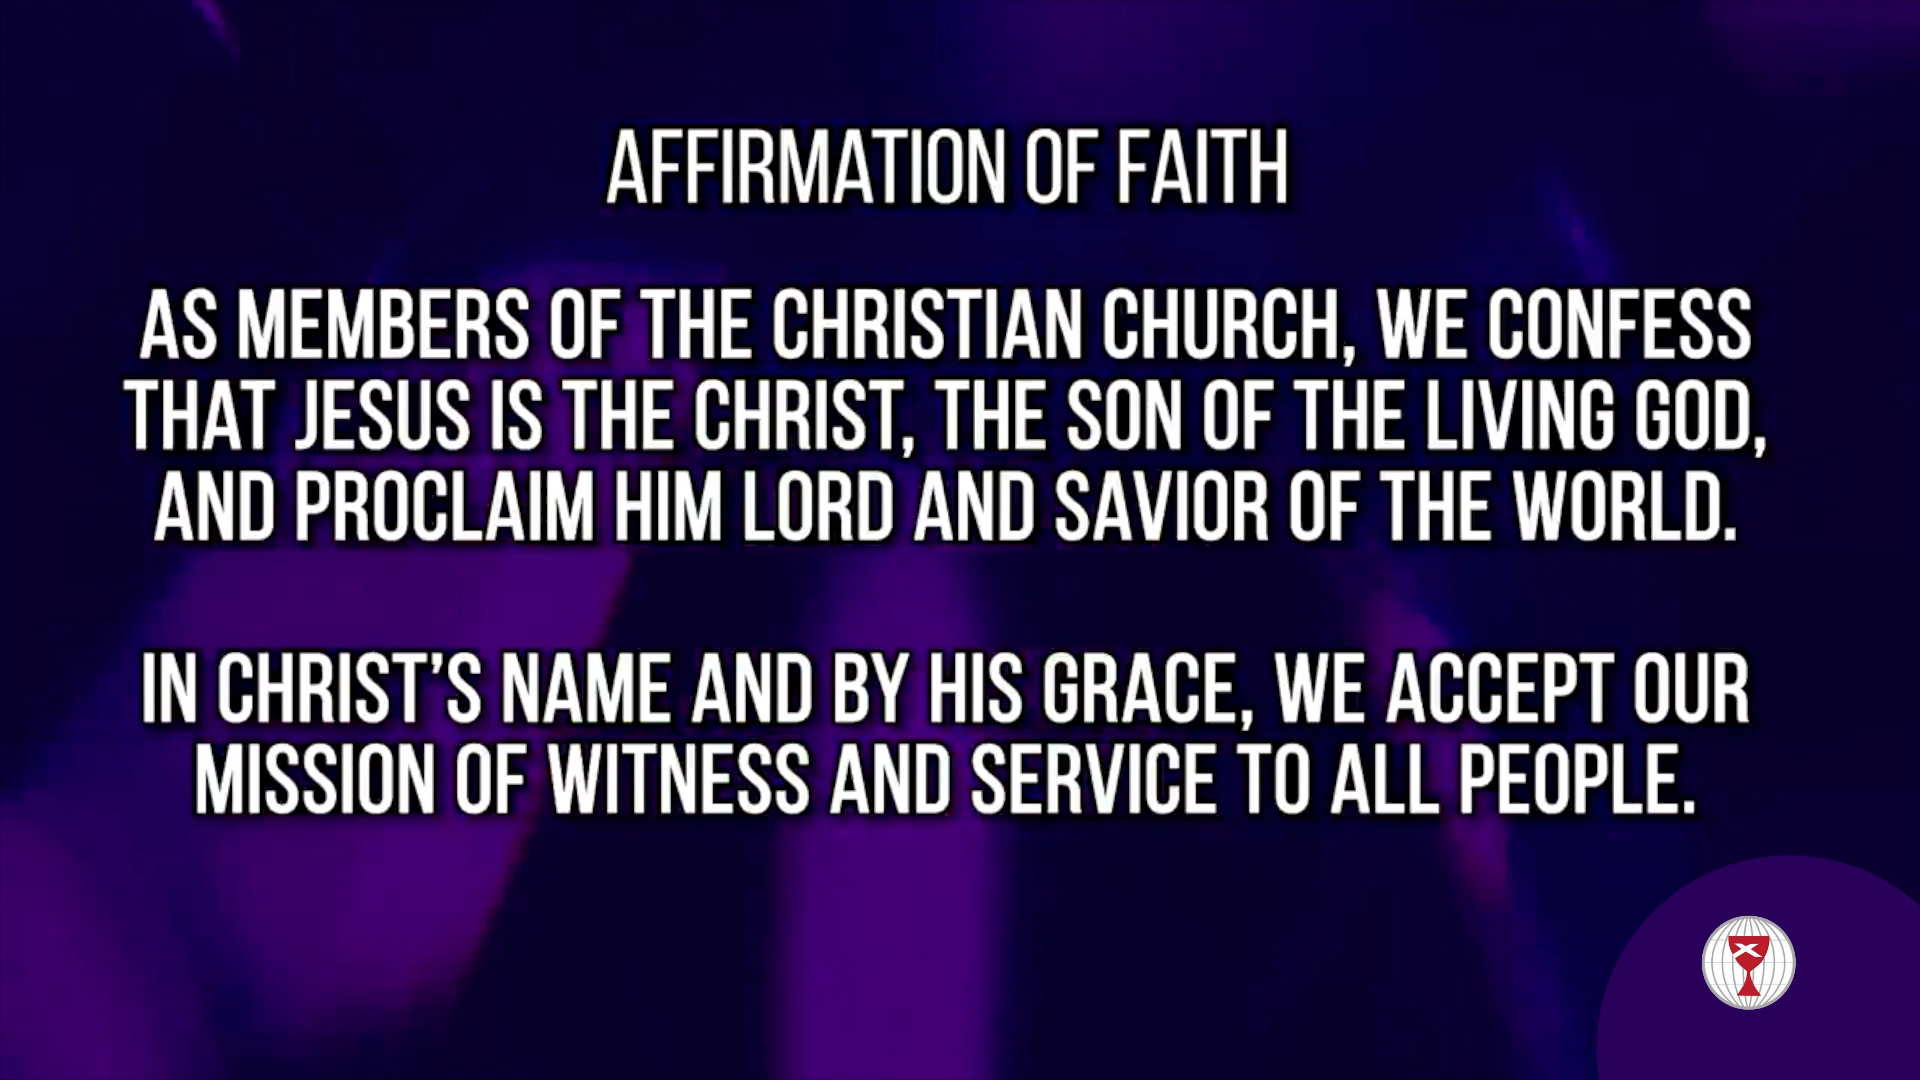 AFFIRMATION OF FAITH
AS MEMBERS OF THE CHRISTIAN CHURCH, WE CONFESS
THAT JESUS IS THE CHRIST, THE SON OF THE LIVING GOD,
AND PROCLAIM HIM LORD AND SAVIOR OF THE WORLD.
IN CHRIST’S NAME AND BY HIS GRACE, WE ACCEPT OUR
MISSION OF WITNESS AND SERVICE TO ALL PEOPLE.